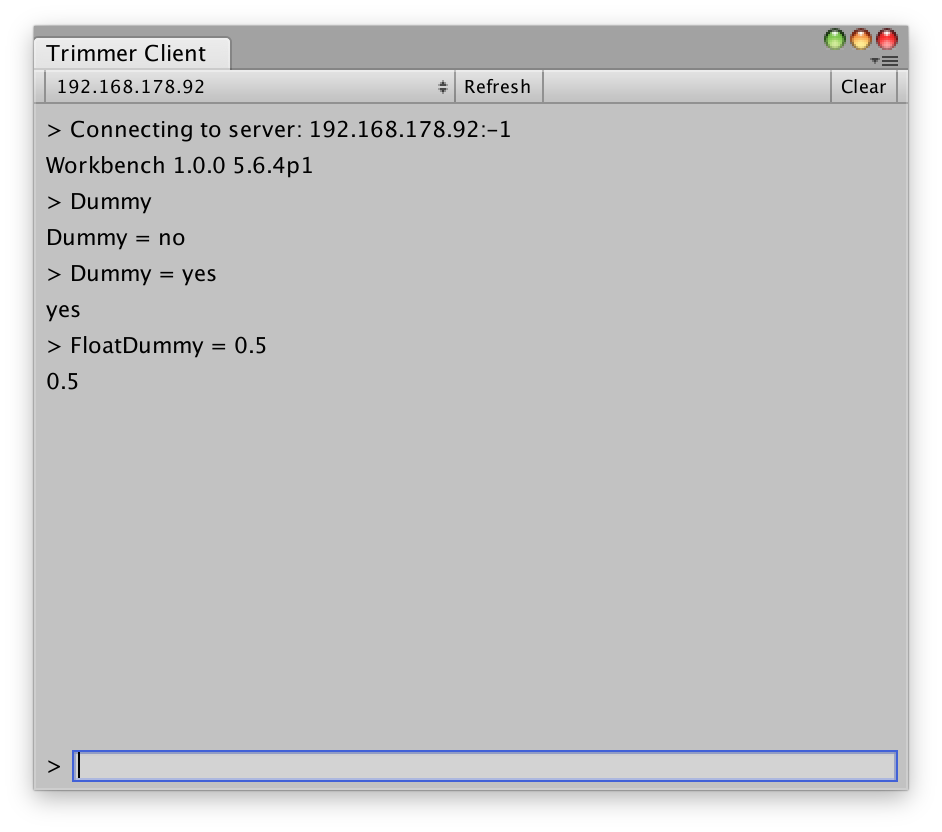 Trimmer Client
192.168.178.92 Refresh Clear
> Connecting to server: 192.168.178.92:-1
Workbench 1.0.0 5.6.4p1
> Dummy
Dummy = no
> Dummy = yes
yes
> FloatDummy = 0.5
0.5
>